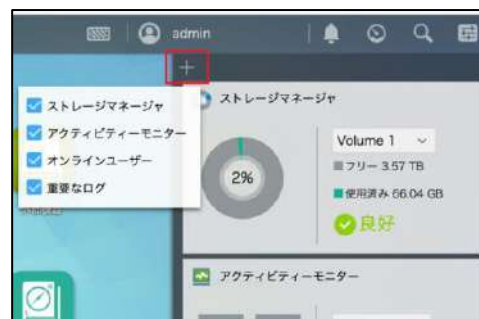 admin
+
ストレージマネージャ
アクティビティーモニター
オンラインユーザー
重要なログ
ストレージマネージャ
2%
Volume 1
フリー 3.57 TB
使用済み 66.04 GB
良好
アクティビティーモニター